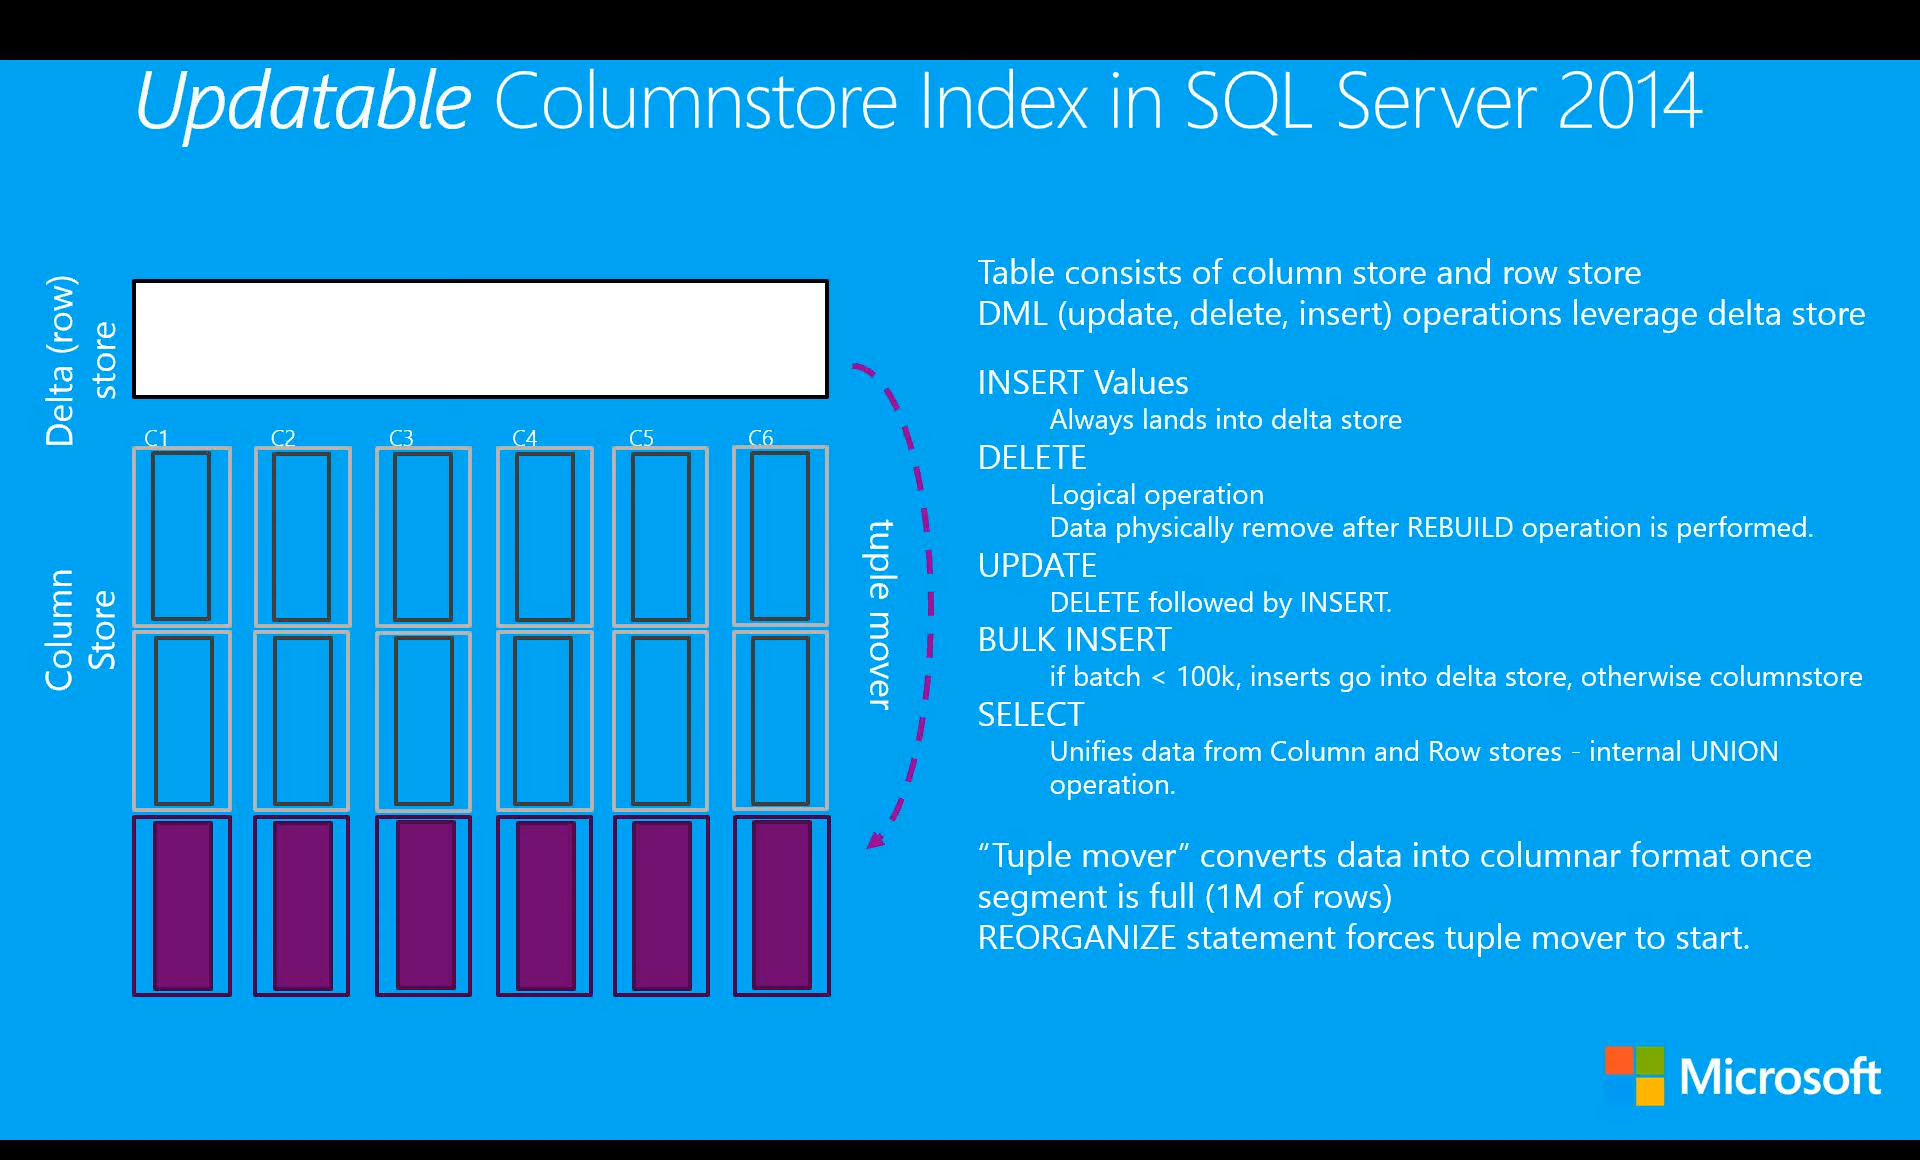 Updatable Columnstore Index in SQL Server 2014
Delta (row)
store
C1 C2 C3 C4 C5 C6
Column
Store
tuple mover
Table consists of column store and row store
DML (update, delete, insert) operations leverage delta store
INSERT Values
Always lands into delta store
DELETE
Logical operation
Data physically remove after REBUILD operation is performed.
UPDATE
DELETE followed by INSERT.
BULK INSERT
if batch < 100k, inserts go into delta store, otherwise columnstore
SELECT
Unifies data from Column and Row stores - internal UNION
operation.
“Tuple mover” converts data into columnar format once
segment is full (1M of rows)
REORGANIZE statement forces tuple mover to start.
Microsoft